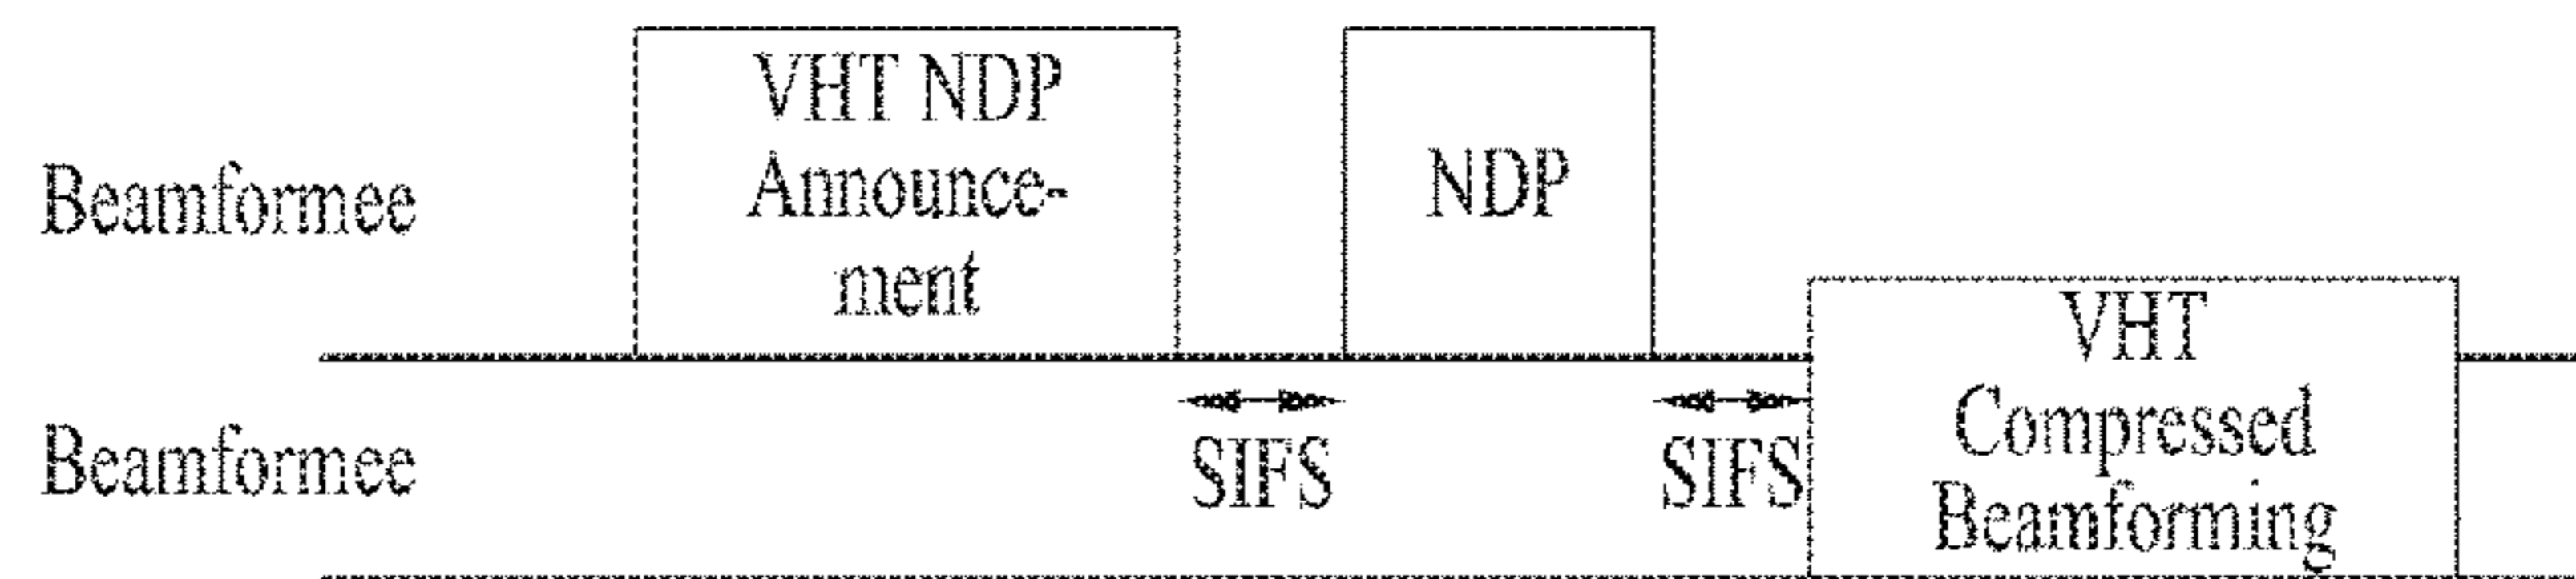 Beamformee
VHT NDP
Announce-
ment
NDP
Beamformee
SIFS
SIFS
VHT
Compressed
Beamforming